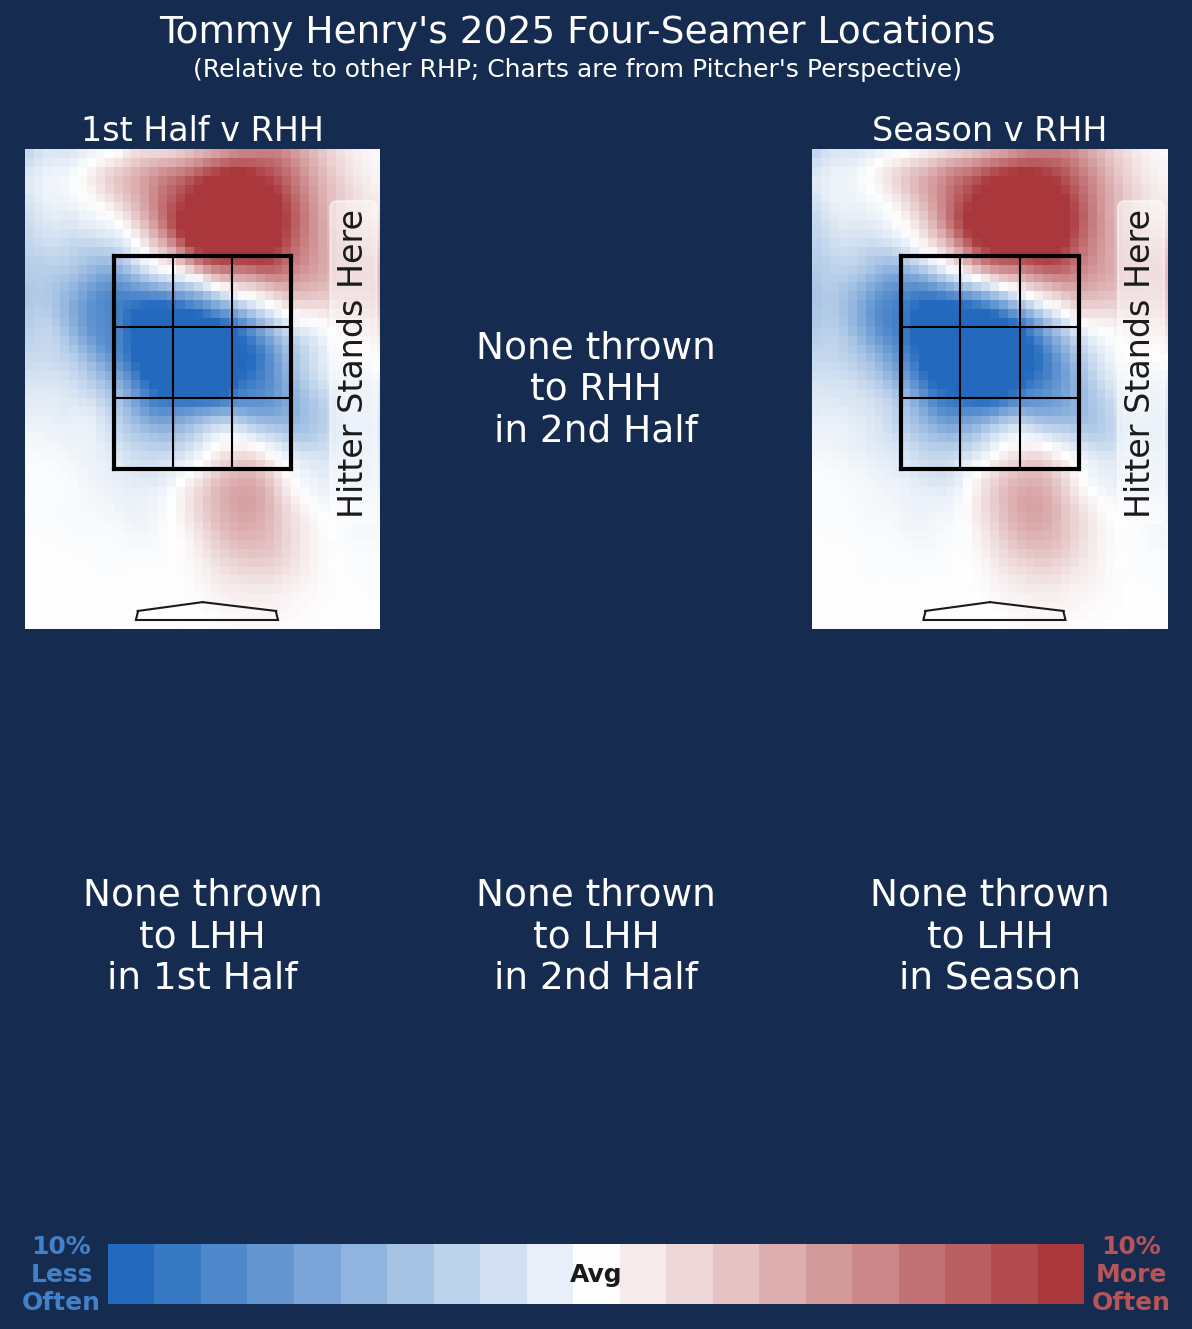 Tommy Henry's 2025 Four-Seamer Locations
(Relative to other RHP; Charts are from Pitcher's Perspective)
1st Half v RHH
Season v RHH
Hitter Stands Here
None thrown
to RHH
in 2nd Half
Hitter Stands Here
None thrown
to LHH
in 1st Half
None thrown
to LHH
in 2nd Half
None thrown
to LHH
in Season
10%
Less
Often
Avg
10%
More
Often